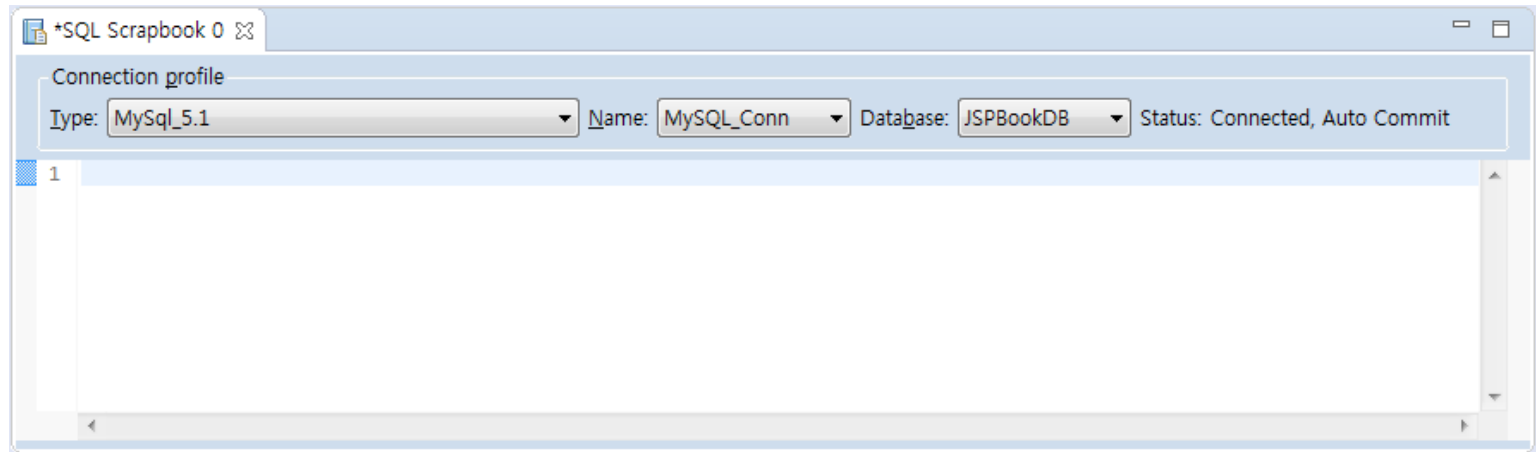 *SQL Scrapbook 0
Connection profile
Type: MySql_5.1 Name: MySQL_Conn Database: JSPBookDB Status: Connected, Auto Commit
1